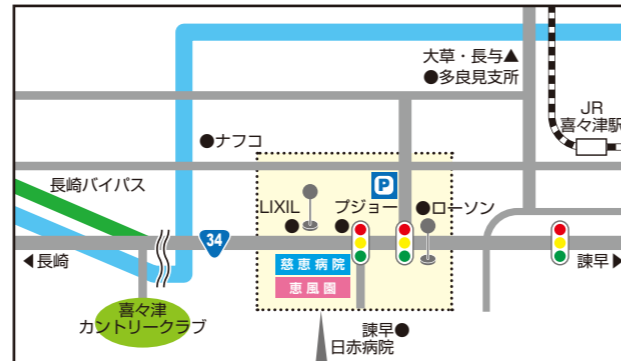 大草・長与▲
●多良見支所
JR
喜々津駅
●ナフコ
P
長崎バイパス
LIXIL
プジョー
●ローソン
34
◀長崎
慈恵病院
恵風園
諫早▶
喜々津
カントリークラブ
諫早●
日赤病院